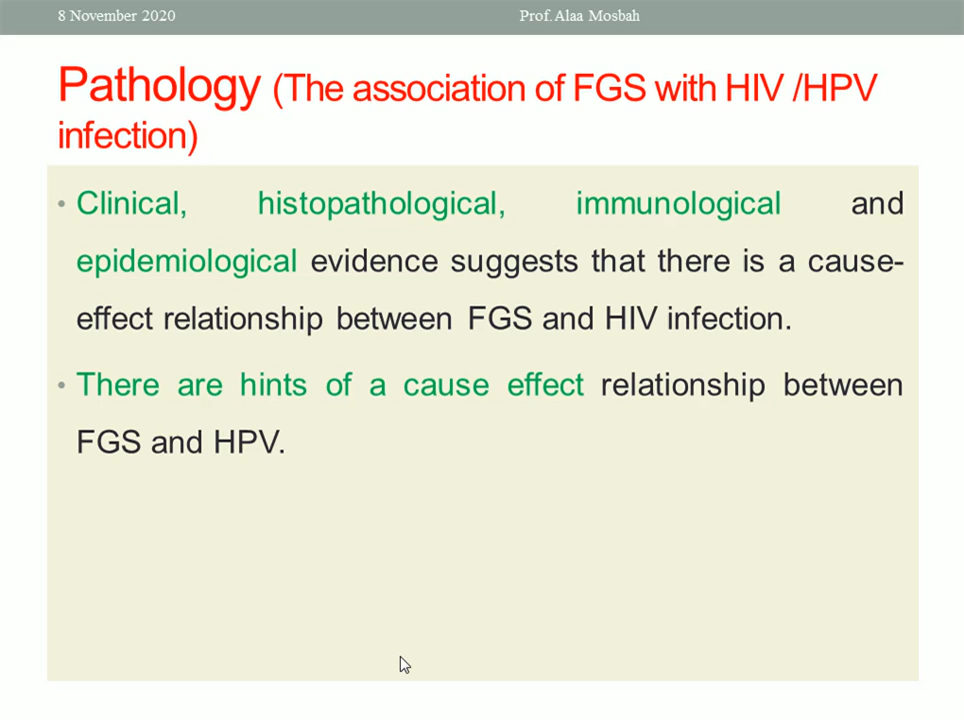 8 November 2020 Prof.Alaa Mosbah
Pathology (The association of FGS with HIV /HPV
infection)
• Clinical, histopathological, immunological and
epidemiological evidence suggests that there is a cause-
effect relationship between FGS and HIV infection.
• There are hints of a cause effect relationship between
FGS and HPV.